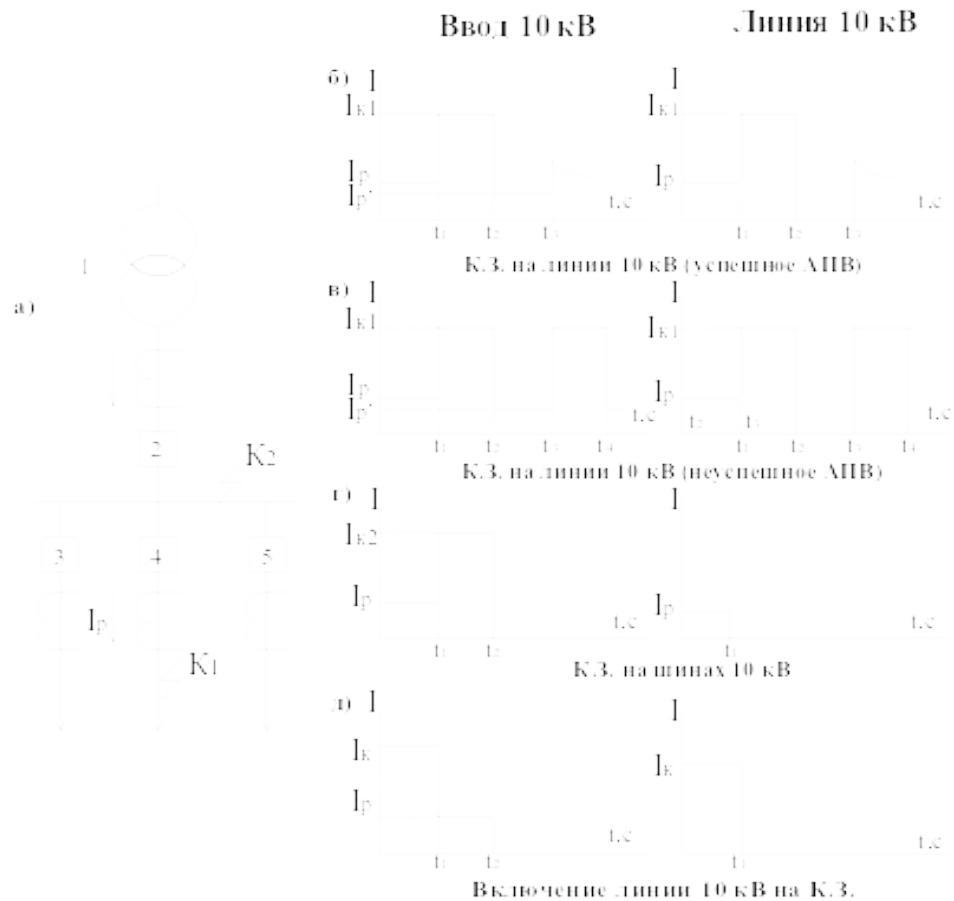 Ввод 10 кВ
Линия 10 кВ
а)
1
2
К2
3
4
5
Iр
К1
б)
I
Iк1
Iр
Iр'
t,с
t1
t2
t3
I
Iк1
Iр
t,с
t1
t2
t3
К.З. на линии 10 кВ (успешное АПВ)
в)
I
Iк1
Iр
Iр'
t,с
t1
t2
t3
t4
I
Iк1
Iр
t2
t3
t,с
t1
t2
t3
t4
К.З. на линии 10 кВ (неуспешное АПВ)
г)
I
Iк2
Iр
t,с
t1
t2
I
Iр
t,с
t1
К.З. на шинах 10 кВ
д)
I
Iк
Iр
t,с
t1
t2
I
Iк
t,с
t1
Включение линии 10 кВ на К.З.